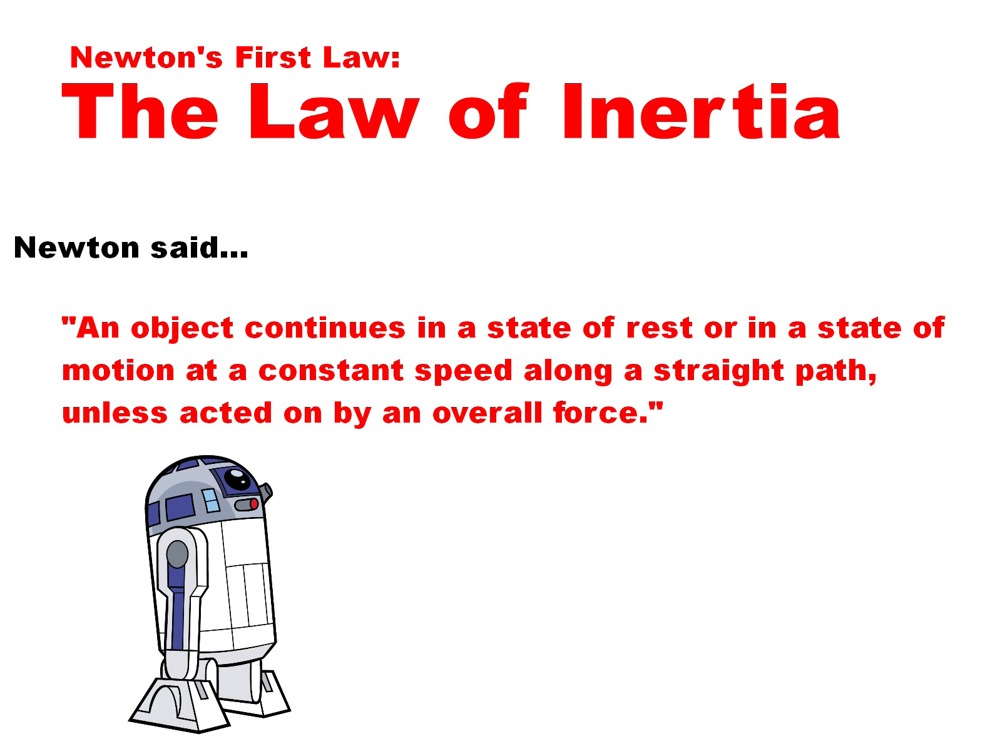 Newton's First Law:
The Law of Inertia
Newton said...
"An object continues in a state of rest or in a state of
motion at a constant speed along a straight path,
unless acted on by an overall force."